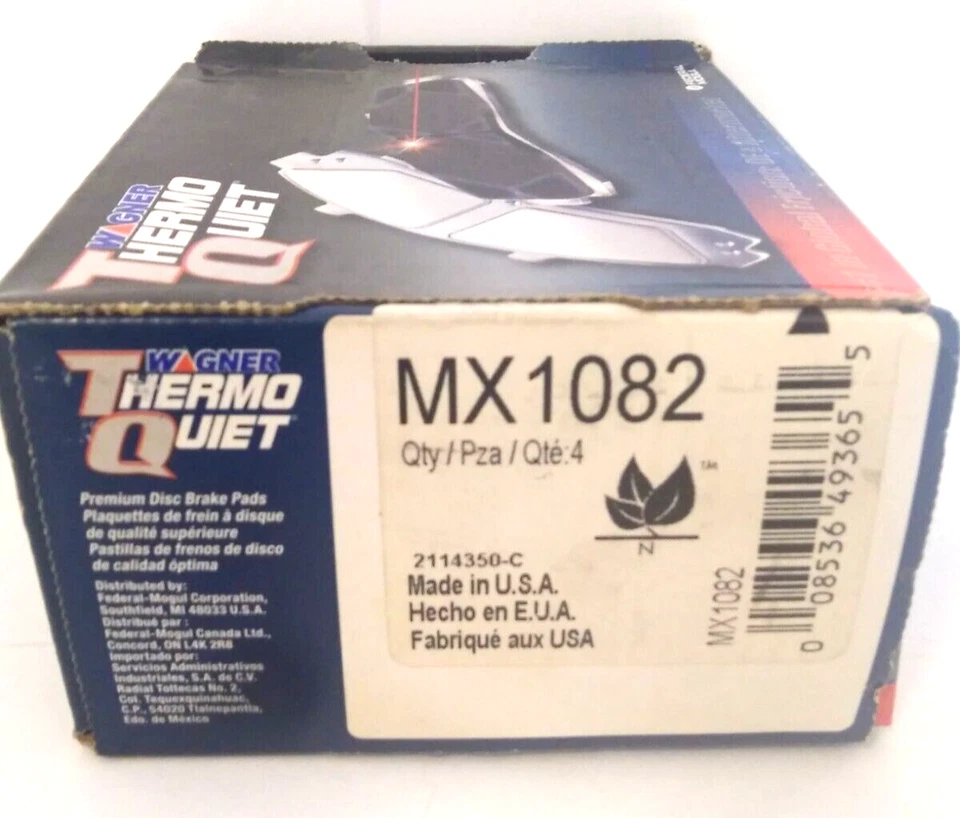 WAGNER
THERMO
QUIET
FEDERAL
MOGUL
WAGNER
THERMO
QUIET
Premium Disc Brake Pads
Plaquettes de frein à disque
de qualité supérieure
Pastillas de frenos de disco
de calidad óptima
Distributed by:
Federal-Mogul Corporation,
Southfield, MI 48033 U.S.A.
Distribué par :
Federal-Mogul Canada Ltd.,
Concord, ON L4K 2R8
Importado por:
Servicios Administrativos
Industriales, S.A. de C.V.
Radial Toltecas No. 2,
Col. Tequexquinahuac,
C.P., 54020 Tlalnepantla,
Edo. de México
MX1082
Qty / Pza / Qté:4
TM
N
2114350-C
Made in U.S.A.
Hecho en E.U.A.
Fabriqué aux USA
MX1082
0 08536 49365 5